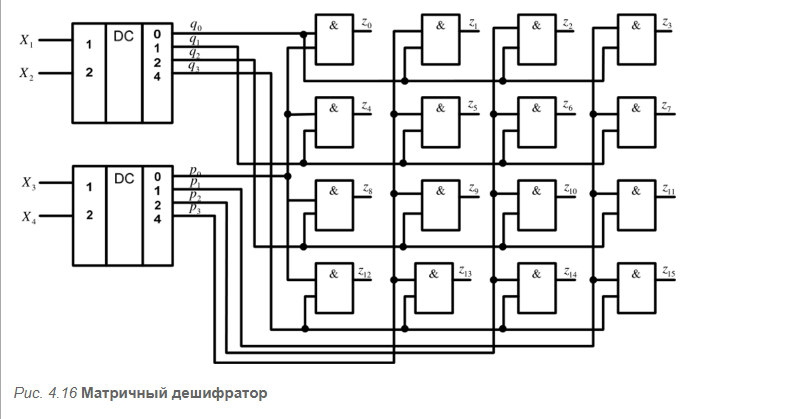 q₀ & z₀ & z₁ & z₂ & z₃
X₁ 1 DC 0 q₁
1 q₂
X₂ 2 2 q₃
4
& z₄ & z₅ & z₆ & z₇
X₃ 1 DC 0 p₀ & z₈ & z₉ & z₁₀ & z₁₁
1 p₁
X₄ 2 2 p₂
4 p₃
& z₁₂ & z₁₃ & z₁₄ & z₁₅
Рис. 4.16 Матричный дешифратор